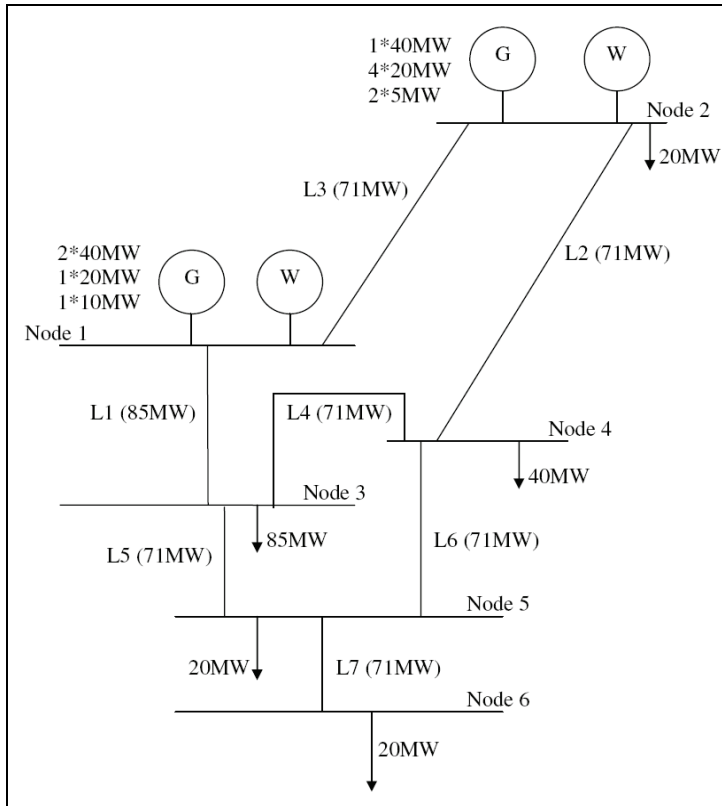 1*40MW
4*20MW
2*5MW
G
W
Node 2
20MW
L3 (71MW)
L2 (71MW)
2*40MW
1*20MW
1*10MW
G
W
Node 1
L1 (85MW)
L4 (71MW)
Node 4
40MW
Node 3
85MW
L5 (71MW)
L6 (71MW)
Node 5
20MW
L7 (71MW)
Node 6
20MW